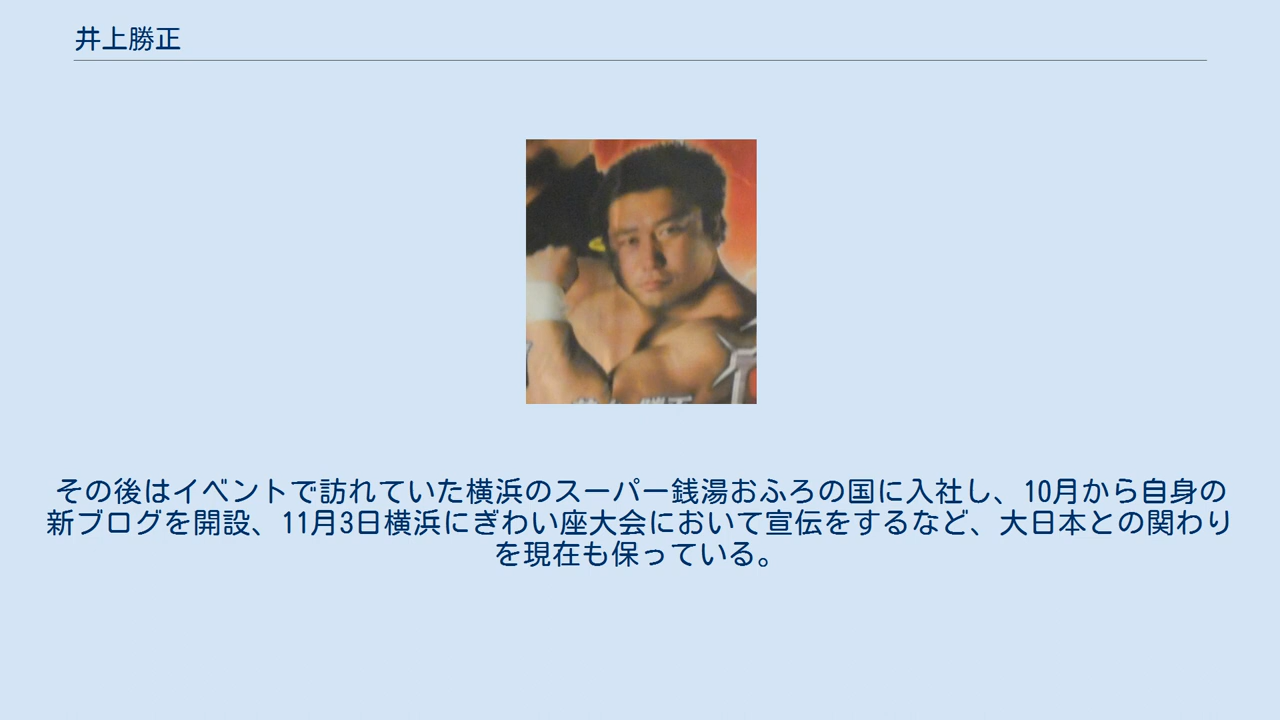 井上勝正
その後はイベントで訪れていた横浜のスーパー銭湯おふろの国に入社し、10月から自身の
新ブログを開設、11月3日横浜にぎわい座大会において宣伝をするなど、大日本との関わり
を現在も保っている。